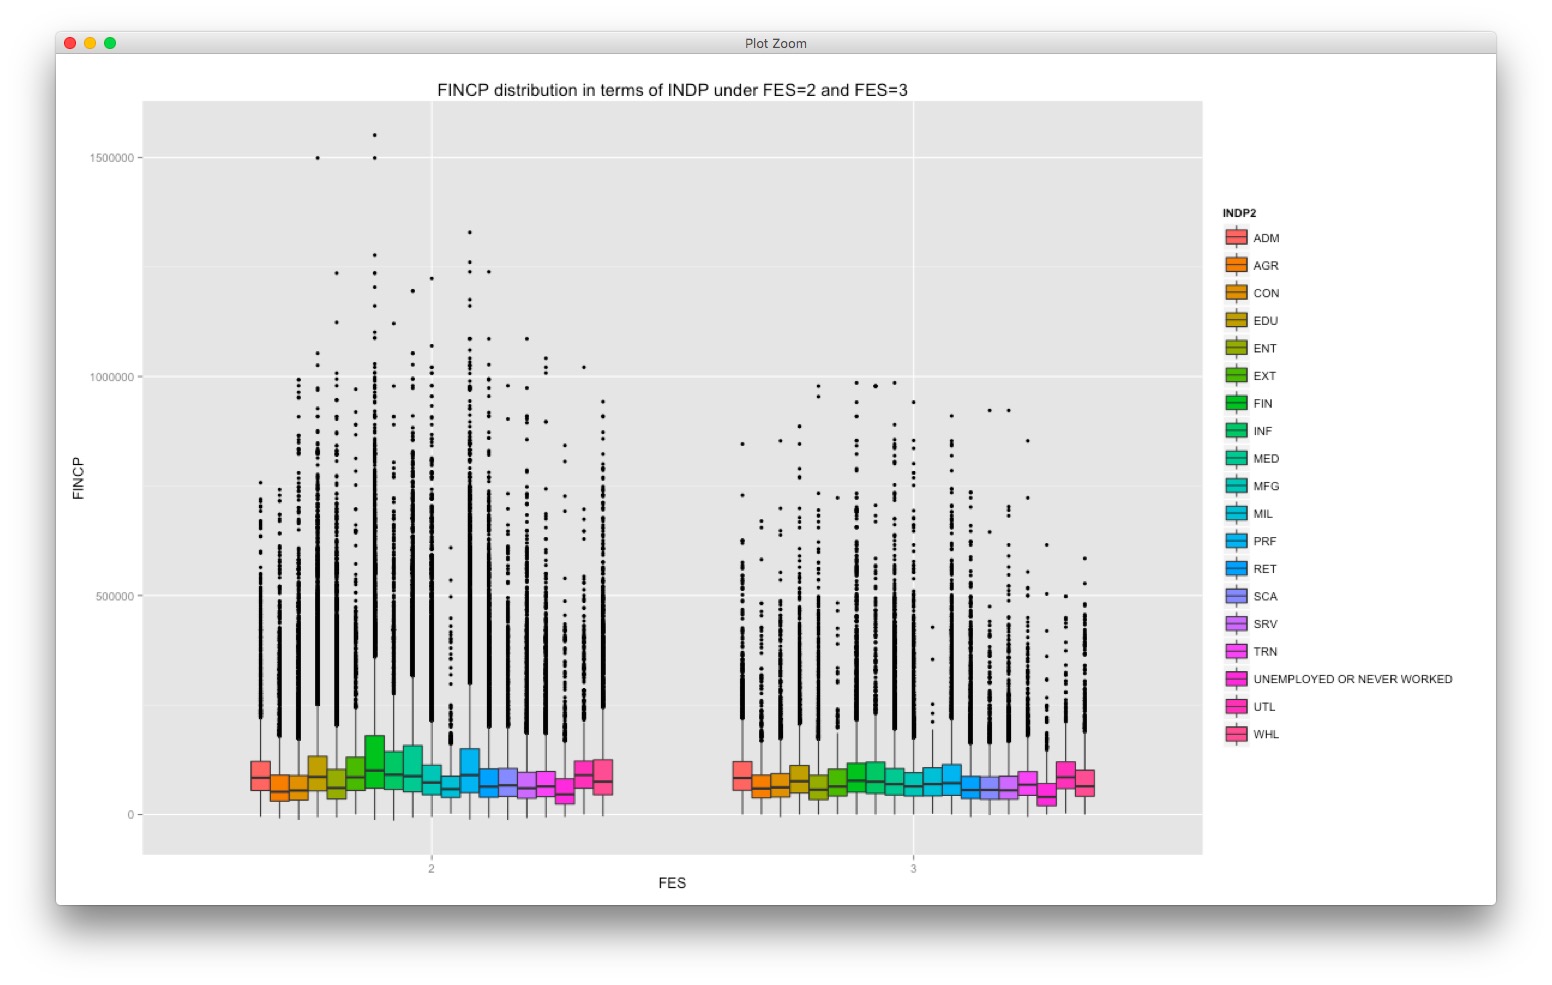 Plot Zoom
FINCP distribution in terms of INDP under FES=2 and FES=3
1500000
1000000
500000
0
FINCP
2
3
FES
INDP2
ADM
AGR
CON
EDU
ENT
EXT
FIN
INF
MED
MFG
MIL
PRF
RET
SCA
SRV
TRN
UNEMPLOYED OR NEVER WORKED
UTL
WHL